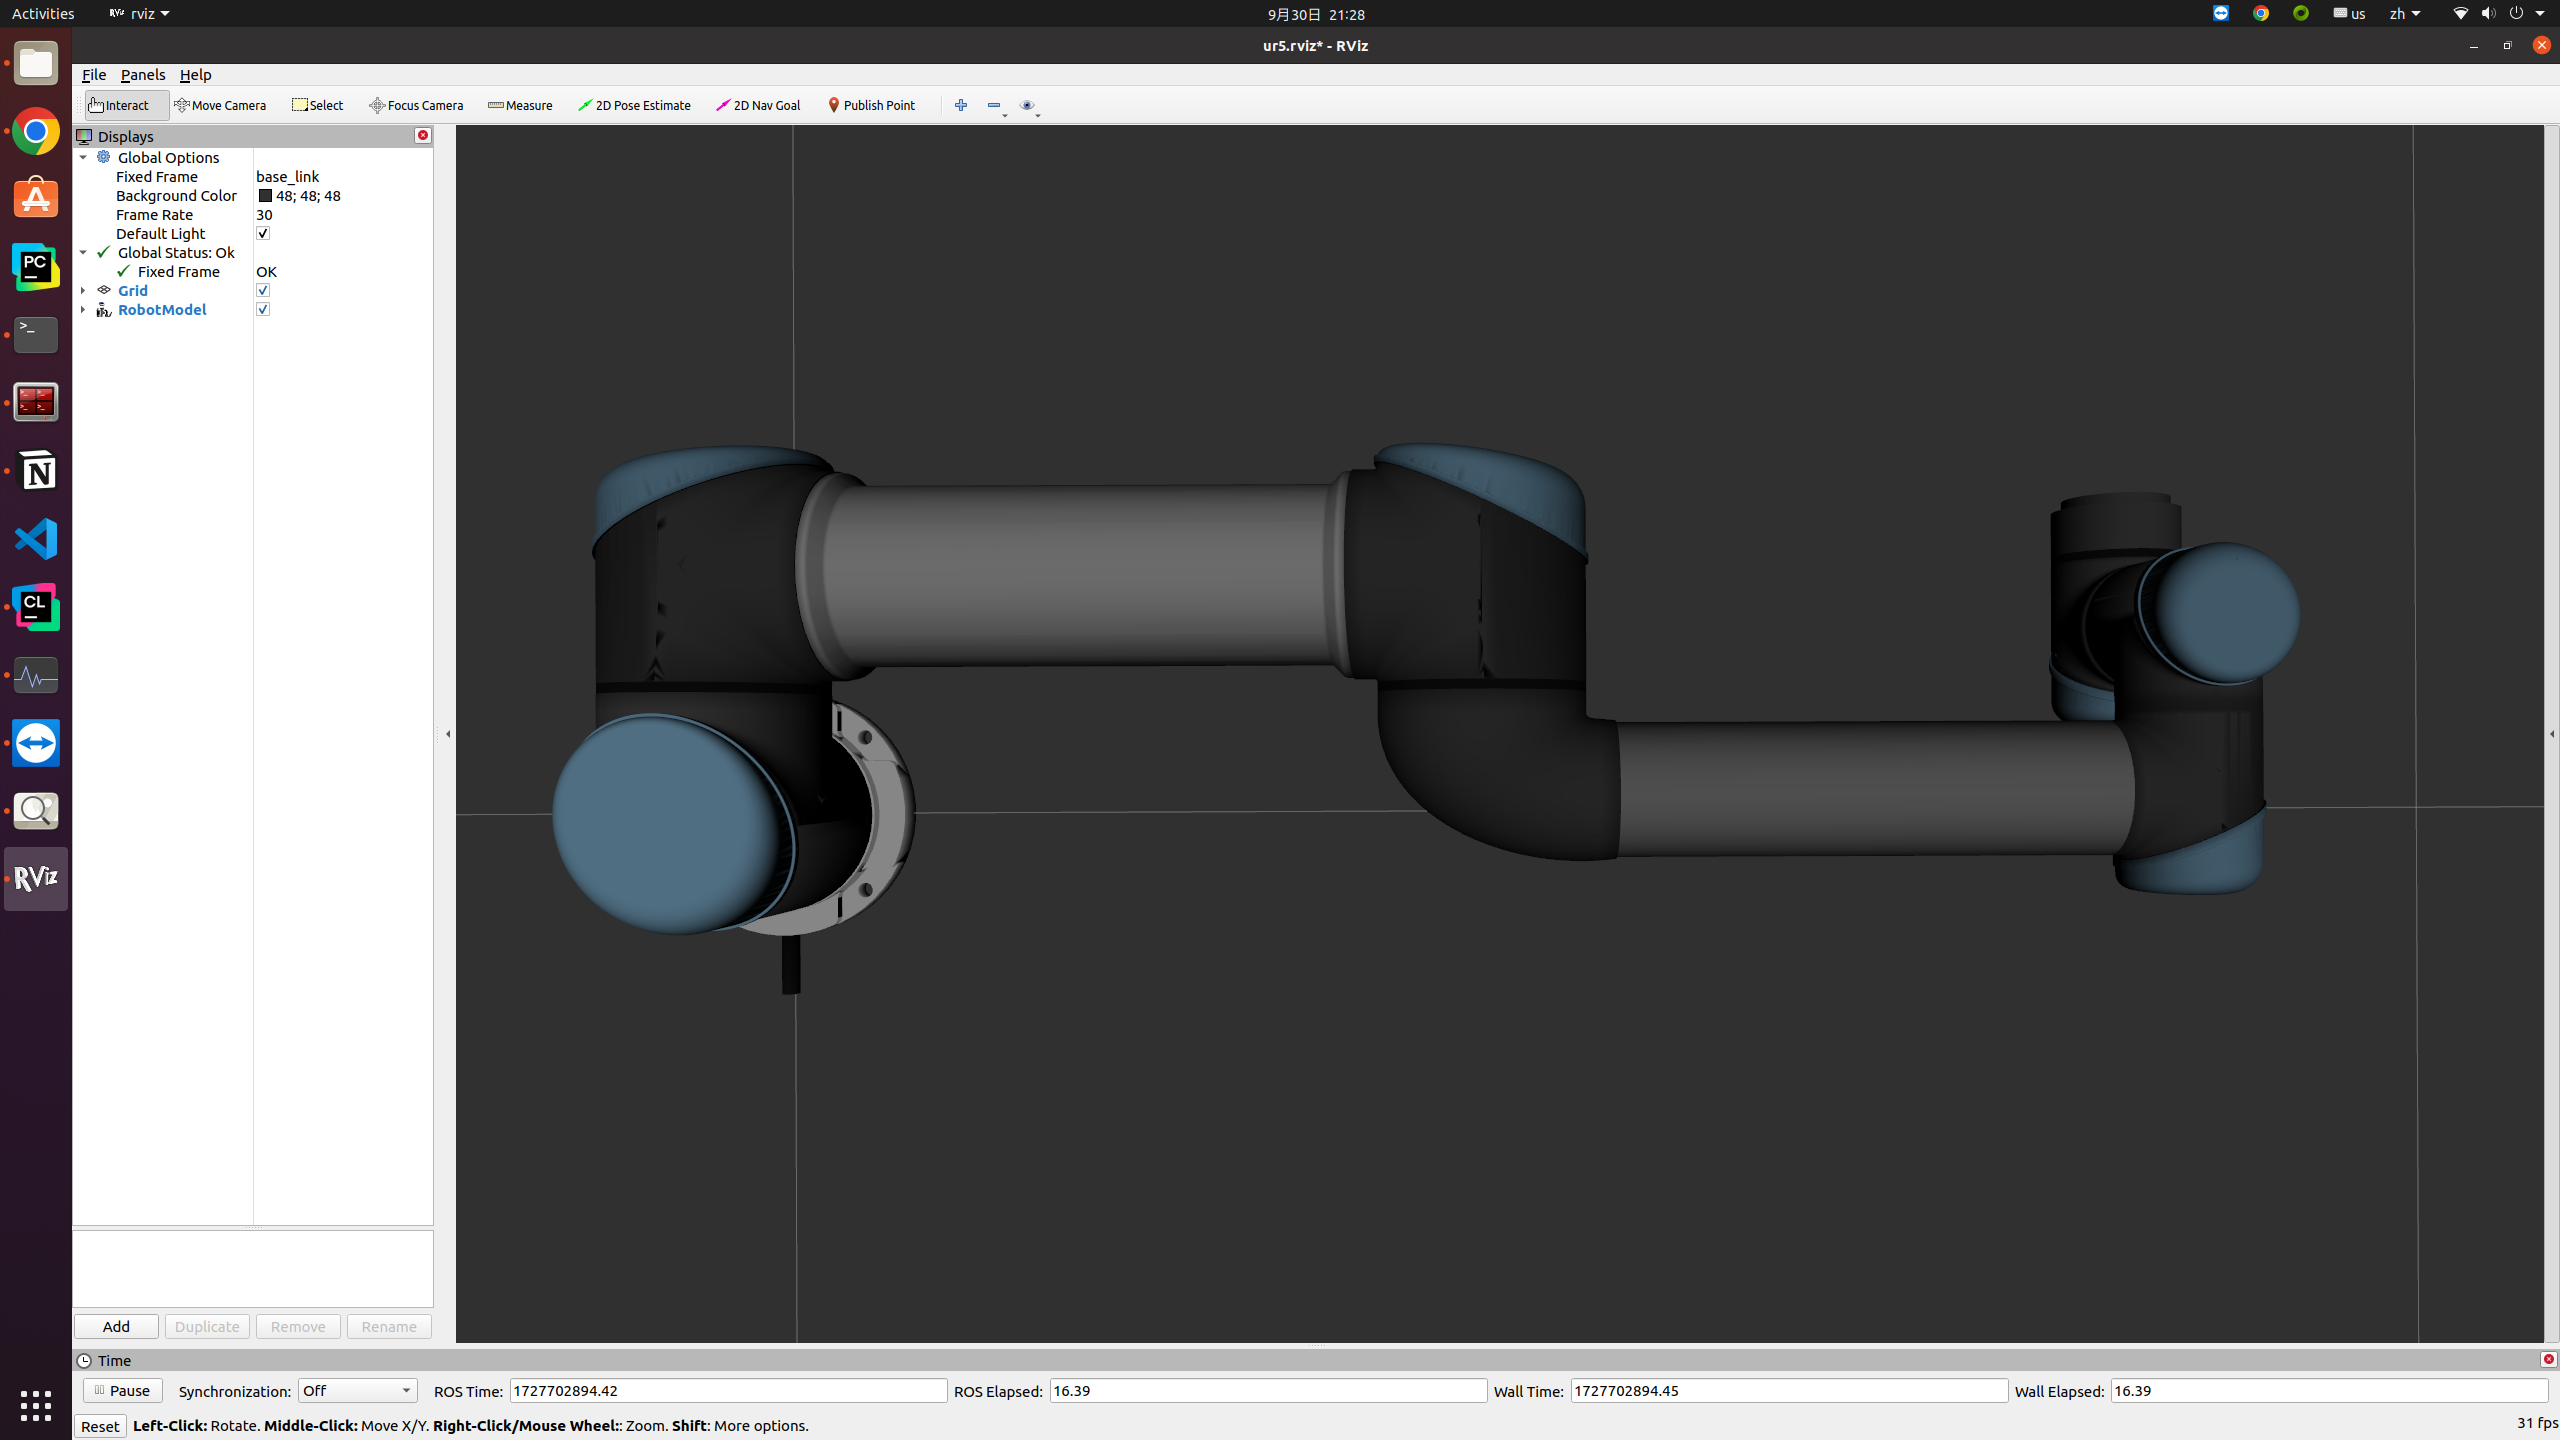 Activities
RViz rviz
9月30日 21:28
us
zh
ur5.rviz* - RViz
File Panels Help
Interact Move Camera Select Focus Camera Measure 2D Pose Estimate 2D Nav Goal Publish Point
Displays
Global Options
Fixed Frame base_link
Background Color 48; 48; 48
Frame Rate 30
Default Light
Global Status: Ok
Fixed Frame OK
Grid
RobotModel
PC
>_
N
CL
RViz
Add Duplicate Remove Rename
Time
Pause Synchronization: Off ROS Time: 1727702894.42 ROS Elapsed: 16.39 Wall Time: 1727702894.45 Wall Elapsed: 16.39
Reset Left-Click: Rotate. Middle-Click: Move X/Y. Right-Click/Mouse Wheel:: Zoom. Shift: More options. 31 fps